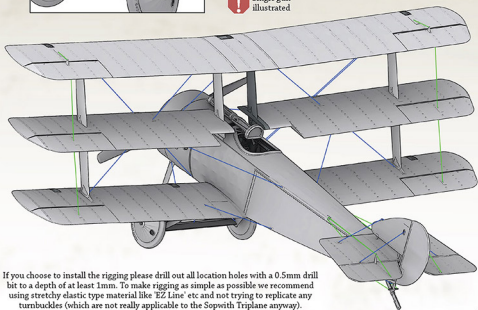 illustrated
If you choose to install the rigging please drill out all location holes with a 0.5mm drill
bit to a depth of at least 1mm. To make rigging as simple as possible we recommend
using stretchy elastic type material like 'EZ Line' etc and not trying to replicate any
turnbuckles (which are not really applicable to the Sopwith Triplane anyway).